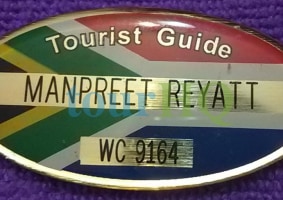 Tourist Guide
MANPREET REYATT
WC 9164